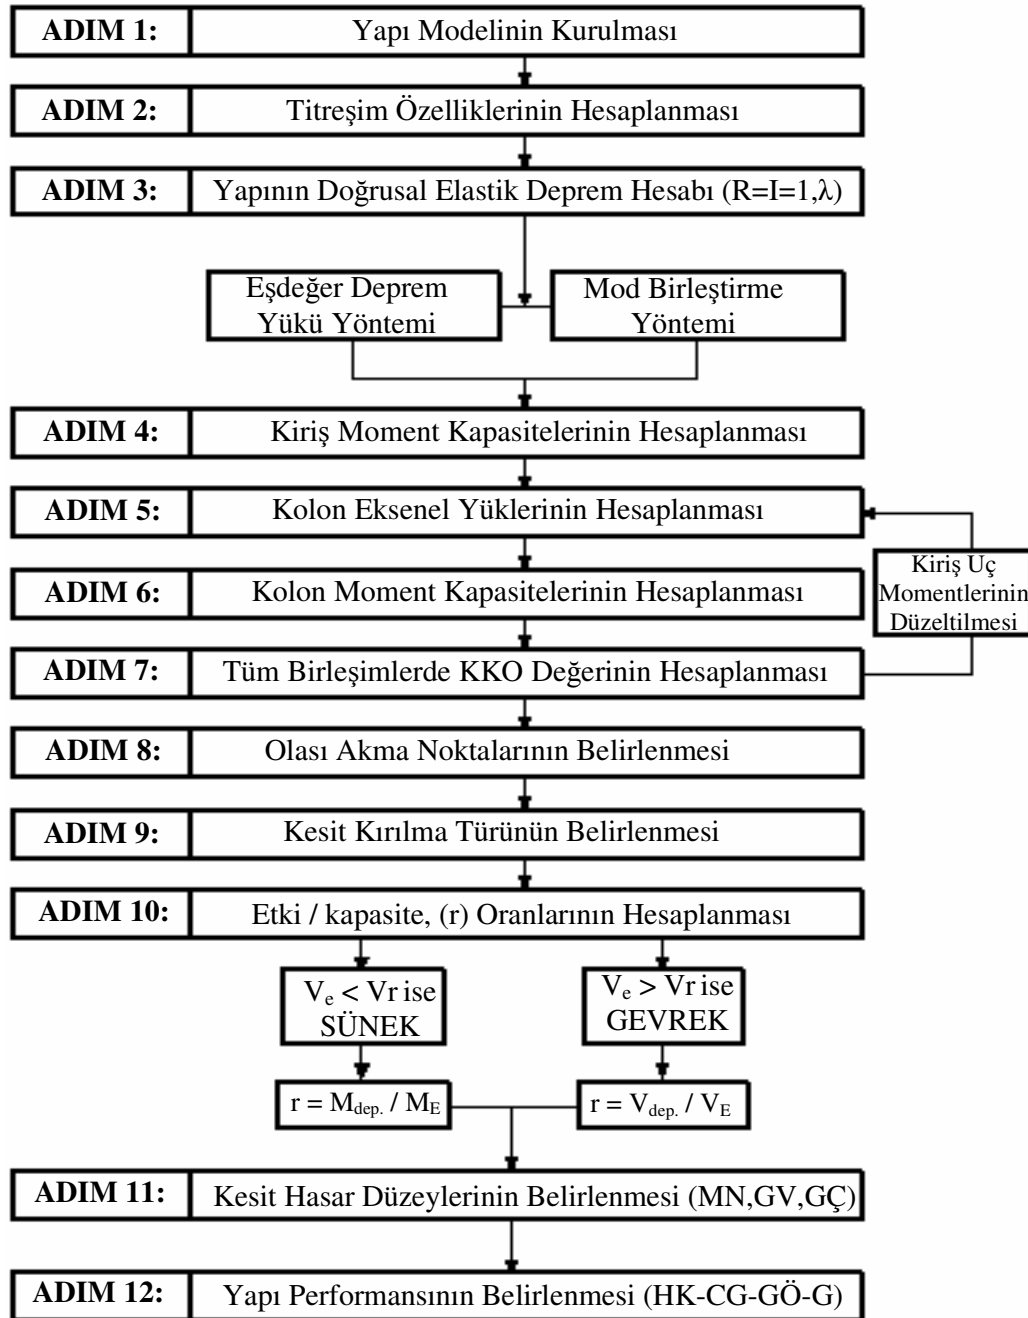 ADIM 1: Yapı Modelinin Kurulması
ADIM 2: Titreşim Özelliklerinin Hesaplanması
ADIM 3: Yapının Doğrusal Elastik Deprem Hesabı (R=I=1,λ)
Eşdeğer Deprem
Yükü Yöntemi
Mod Birleştirme
Yöntemi
ADIM 4: Kiriş Moment Kapasitelerinin Hesaplanması
ADIM 5: Kolon Eksenel Yüklerinin Hesaplanması
Kiriş Uç
Momentlerinin
Düzeltilmesi
ADIM 6: Kolon Moment Kapasitelerinin Hesaplanması
ADIM 7: Tüm Birleşimlerde KKO Değerinin Hesaplanması
ADIM 8: Olası Akma Noktalarının Belirlenmesi
ADIM 9: Kesit Kırılma Türünün Belirlenmesi
ADIM 10: Etki / kapasite, (r) Oranlarının Hesaplanması
Ve < Vr ise
SÜNEK
Ve > Vr ise
GEVREK
r = Mdep. / ME
r = Vdep. / VE
ADIM 11: Kesit Hasar Düzeylerinin Belirlenmesi (MN,GV,GÇ)
ADIM 12: Yapı Performansının Belirlenmesi (HK-CG-GÖ-G)